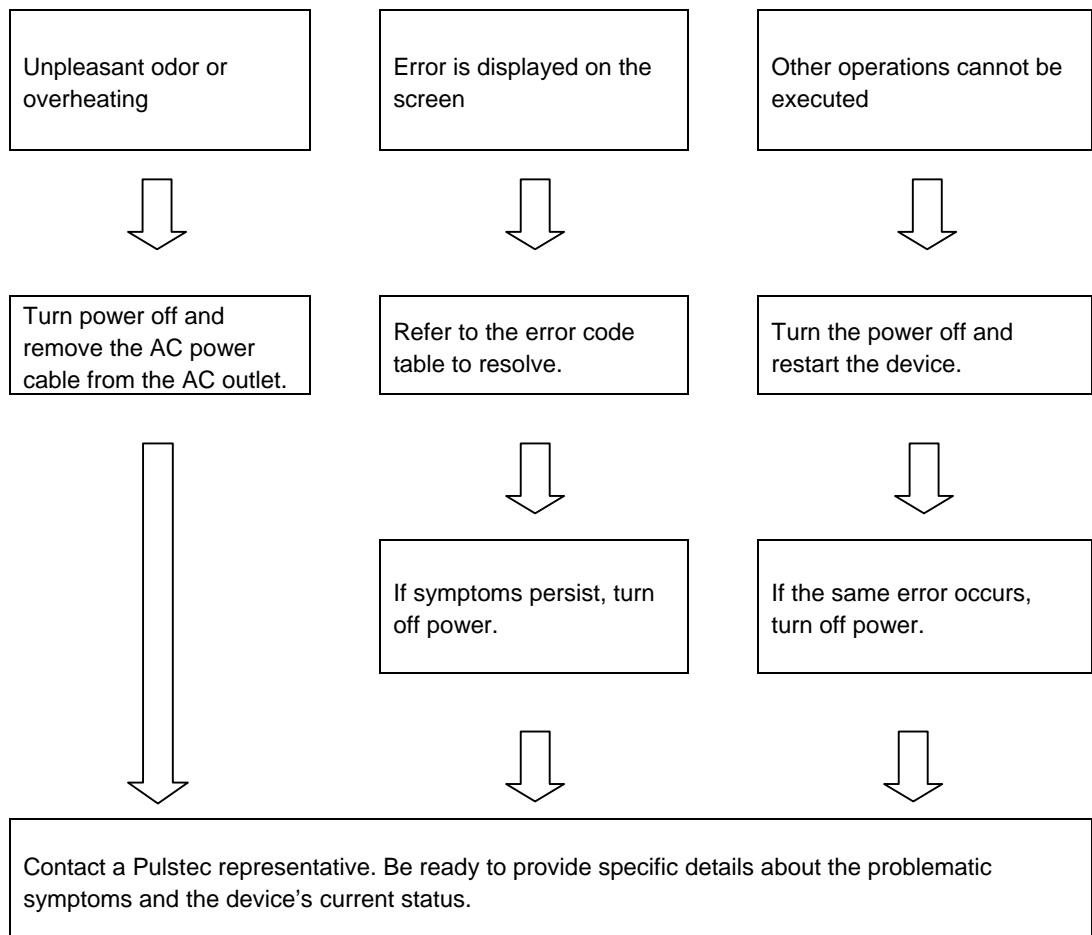 Unpleasant odor or
overheating
Error is displayed on the
screen
Other operations cannot be
executed
Turn power off and
remove the AC power
cable from the AC outlet.
Refer to the error code
table to resolve.
Turn the power off and
restart the device.
If symptoms persist, turn
off power.
If the same error occurs,
turn off power.
Contact a Pulstec representative. Be ready to provide specific details about the problematic
symptoms and the device’s current status.